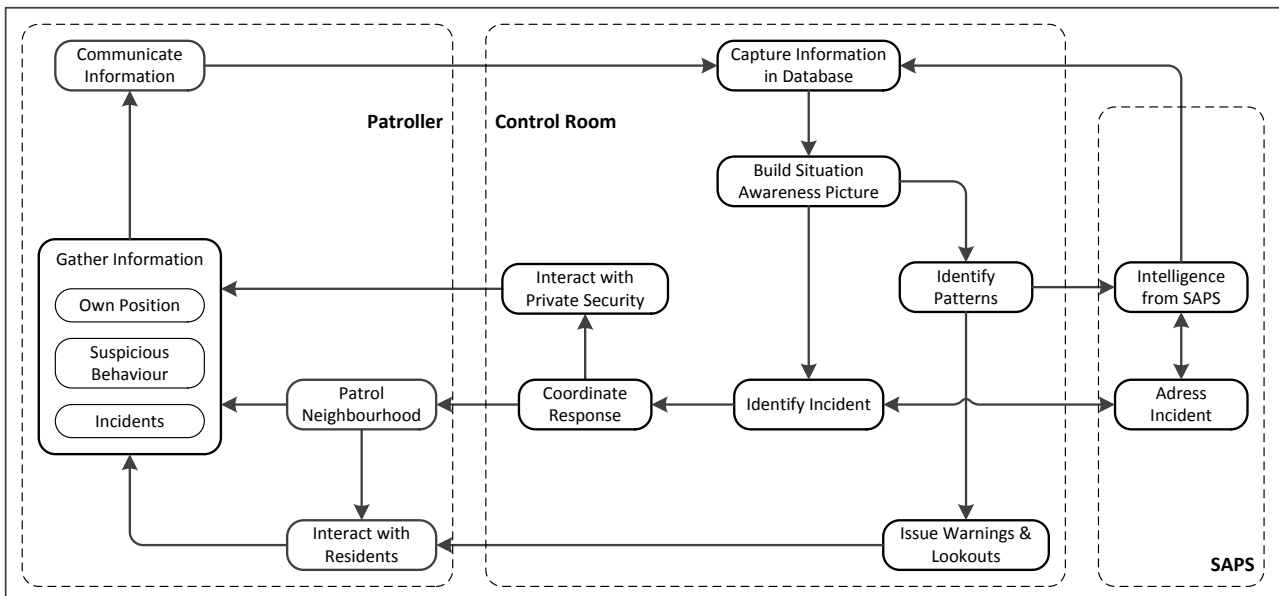 Communicate
Information
Capture Information
in Database
Patroller
Control Room
Build Situation
Awareness Picture
Gather Information
Own Position
Suspicious
Behaviour
Incidents
Interact with
Private Security
Identify
Patterns
Intelligence
from SAPS
Patrol
Neighbourhood
Coordinate
Response
Identify Incident
Adress
Incident
Interact with
Residents
Issue Warnings &
Lookouts
SAPS